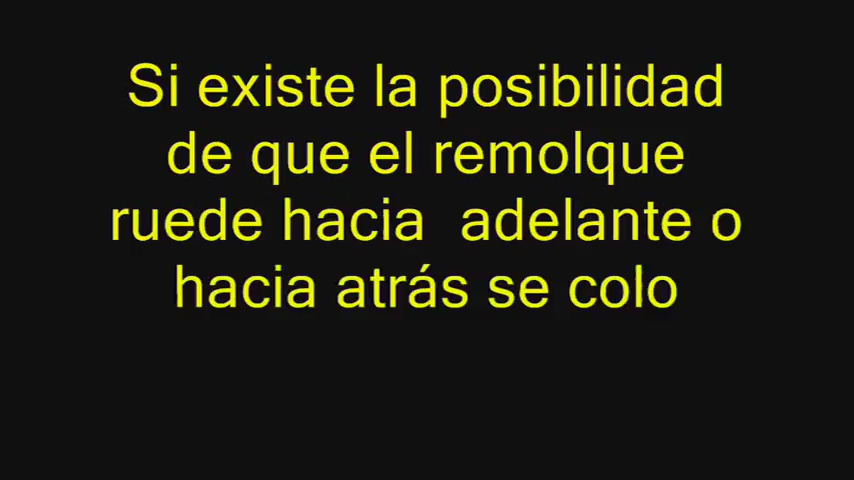 Si existe la posibilidad
de que el remolque
ruede hacia  adelante o
hacia atrás se colo